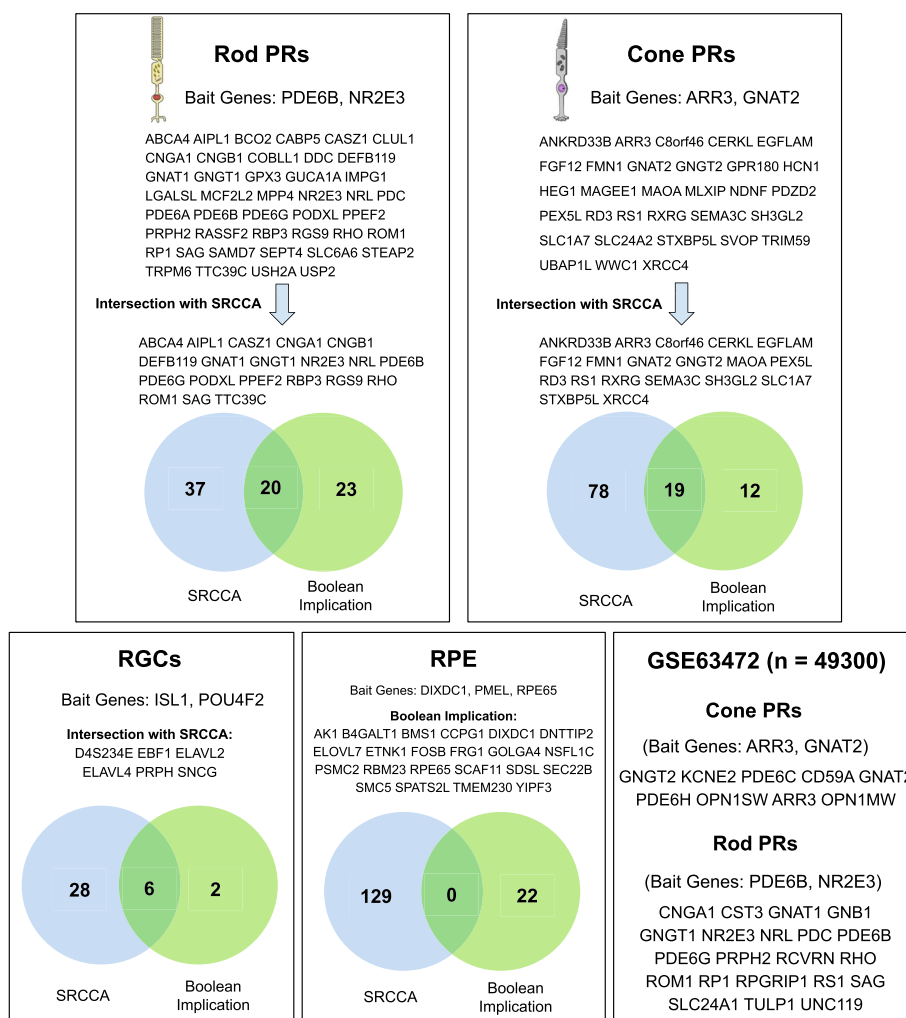 Rod PRs
Bait Genes: PDE6B, NR2E3
ABCA4 AIPL1 BCO2 CABP5 CASZ1 CLUL1
CNGA1 CNGB1 COBLL1 DDC DEFB119
GNAT1 GNGT1 GPX3 GUCA1A IMPG1
LGALSL MCF2L2 MPP4 NR2E3 NRL PDC
PDE6A PDE6B PDE6G PODXL PPEF2
PRPH2 RASSF2 RBP3 RGS9 RHO ROM1
RP1 SAG SAMD7 SEPT4 SLC6A6 STEAP2
TRPM6 TTC39C USH2A USP2
Intersection with SRCCA
ABCA4 AIPL1 CASZ1 CNGA1 CNGB1
DEFB119 GNAT1 GNGT1 NR2E3 NRL PDE6B
PDE6G PODXL PPEF2 RBP3 RGS9 RHO
ROM1 SAG TTC39C
37 20 23
SRCCA
Boolean
Implication
Cone PRs
Bait Genes: ARR3, GNAT2
ANKRD33B ARR3 C8orf46 CERKL EGFLAM
FGF12 FMN1 GNAT2 GNGT2 GPR180 HCN1
HEG1 MAGEE1 MAOA MLXIP NDNF PDZD2
PEX5L RD3 RS1 RXRG SEMA3C SH3GL2
SLC1A7 SLC24A2 STXBP5L SVOP TRIM59
UBAP1L WWC1 XRCC4
Intersection with SRCCA
ANKRD33B ARR3 C8orf46 CERKL EGFLAM
FGF12 FMN1 GNAT2 GNGT2 MAOA PEX5L
RD3 RS1 RXRG SEMA3C SH3GL2 SLC1A7
STXBP5L XRCC4
78 19 12
SRCCA
Boolean
Implication
RGCs
Bait Genes: ISL1, POU4F2
Intersection with SRCCA:
D4S234E EBF1 ELAVL2
ELAVL4 PRPH SNCG
28 6 2
SRCCA
Boolean
Implication
RPE
Bait Genes: DIXDC1, PMEL, RPE65
Boolean Implication:
AK1 B4GALT1 BMS1 CCPG1 DIXDC1 DNTTIP2
ELOVL7 ETNK1 FOSB FRG1 GOLGA4 NSFL1C
PSMC2 RBM23 RPE65 SCAF11 SDSL SEC22B
SMC5 SPATS2L TMEM230 YIPF3
129 0 22
SRCCA
Boolean
Implication
GSE63472 (n = 49300)
Cone PRs
(Bait Genes: ARR3, GNAT2)
GNGT2 KCNE2 PDE6C CD59A GNAT2
PDE6H OPN1SW ARR3 OPN1MW
Rod PRs
(Bait Genes: PDE6B, NR2E3)
CNGA1 CST3 GNAT1 GNB1
GNGT1 NR2E3 NRL PDC PDE6B
PDE6G PRPH2 RCVRN RHO
ROM1 RP1 RPGRIP1 RS1 SAG
SLC24A1 TULP1 UNC119